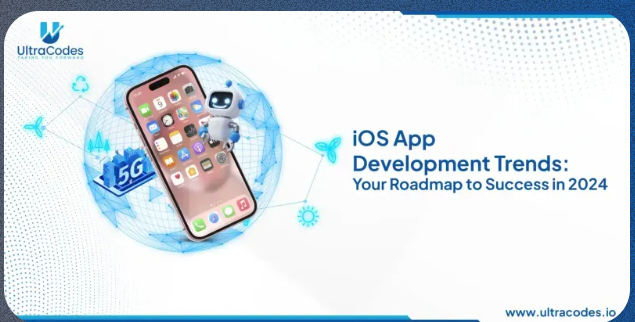 UltraCodes
TAKING YOU FORWARD
5G
iOS App
Development Trends:
Your Roadmap to Success in 2024
www.ultracodes.io